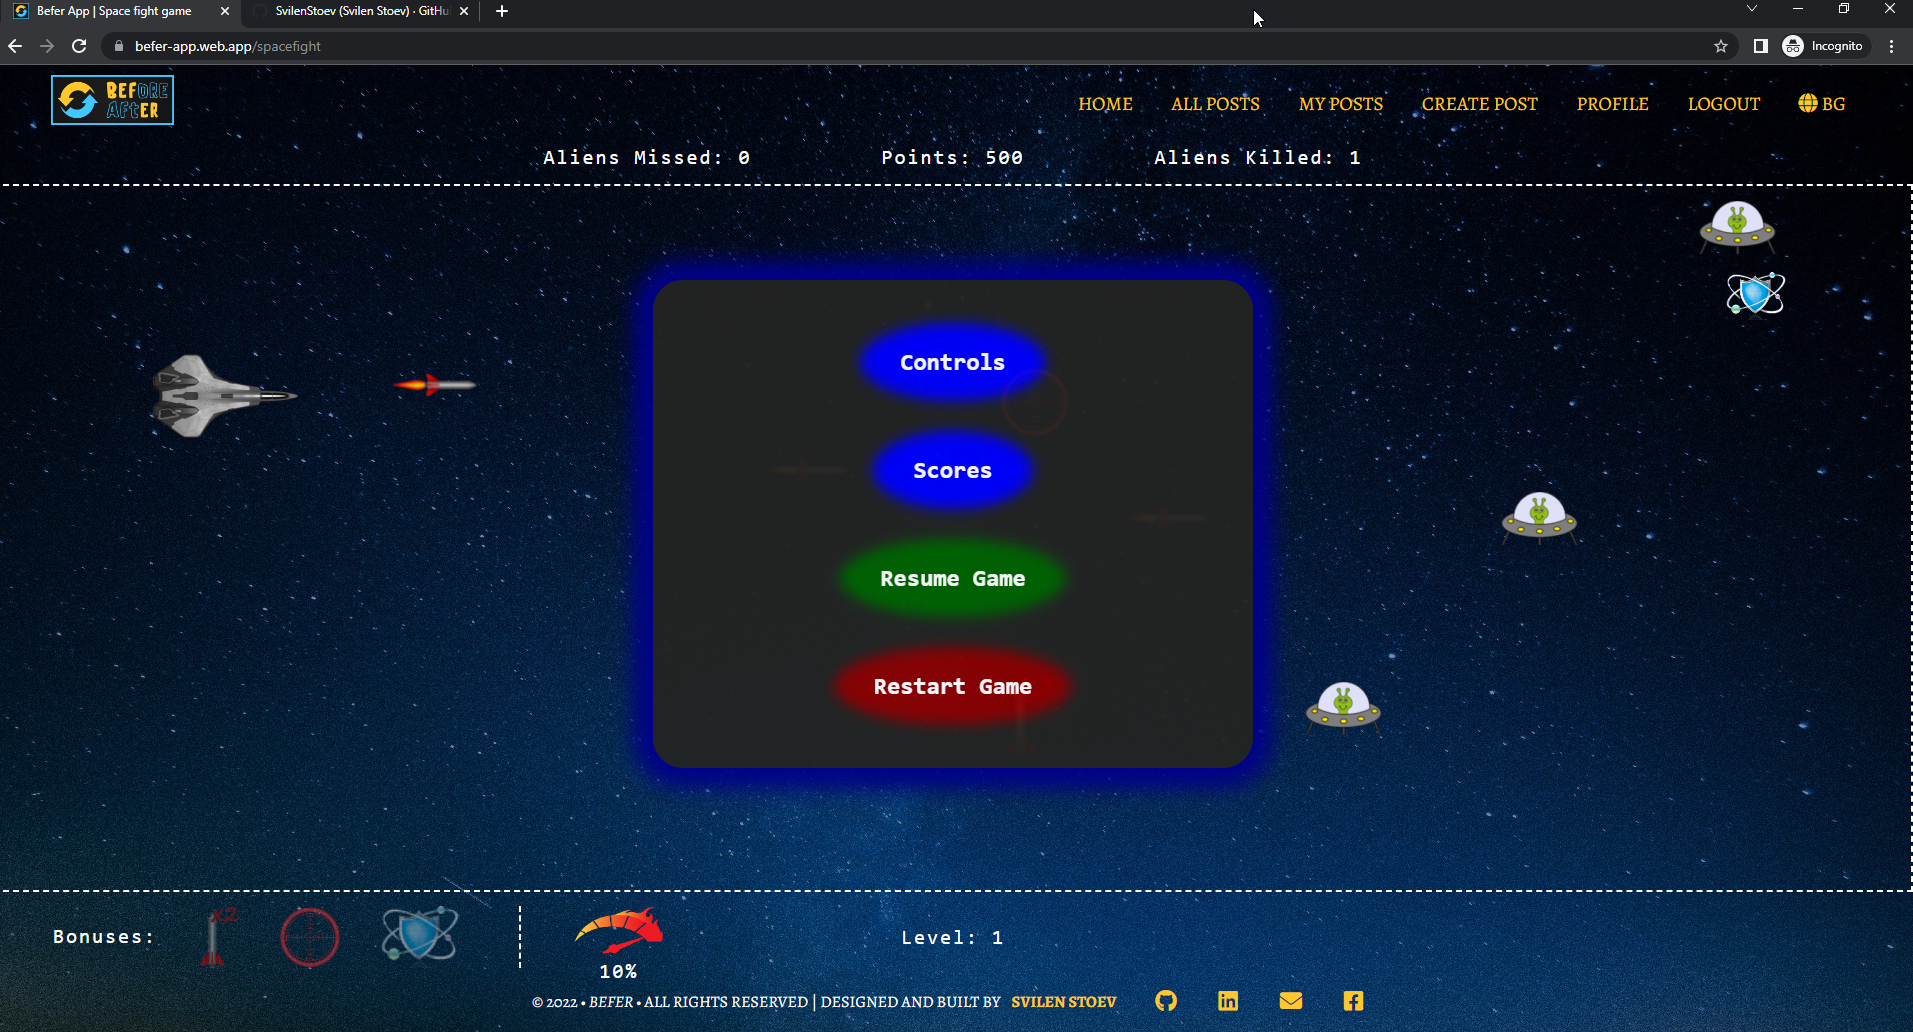 Befer App | Space fight game
SvilenStoev (Svilen Stoev) · GitHu
befer-app.web.app/spacefight
Incognito
BEFORE
AftER
HOME
ALL POSTS
MY POSTS
CREATE POST
PROFILE
LOGOUT
BG
Aliens Missed: 0
Points: 500
Aliens Killed: 1
Controls
Scores
Resume Game
Restart Game
Bonuses:
X2
10%
Level: 1
© 2022 • BEFER • ALL RIGHTS RESERVED | DESIGNED AND BUILT BY SVILEN STOEV